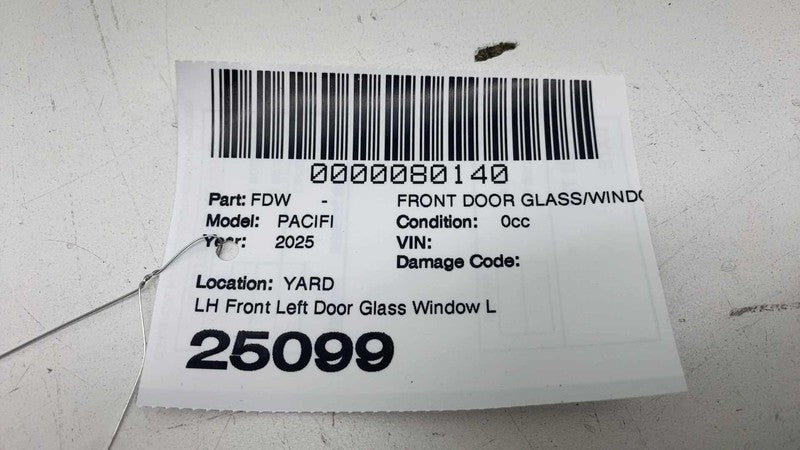 0000080140
Part: FDW - FRONT DOOR GLASS/WINDO
Model: PACIFI Condition: 0cc
Year: 2025 VIN:
Damage Code:
Location: YARD
LH Front Left Door Glass Window L
25099